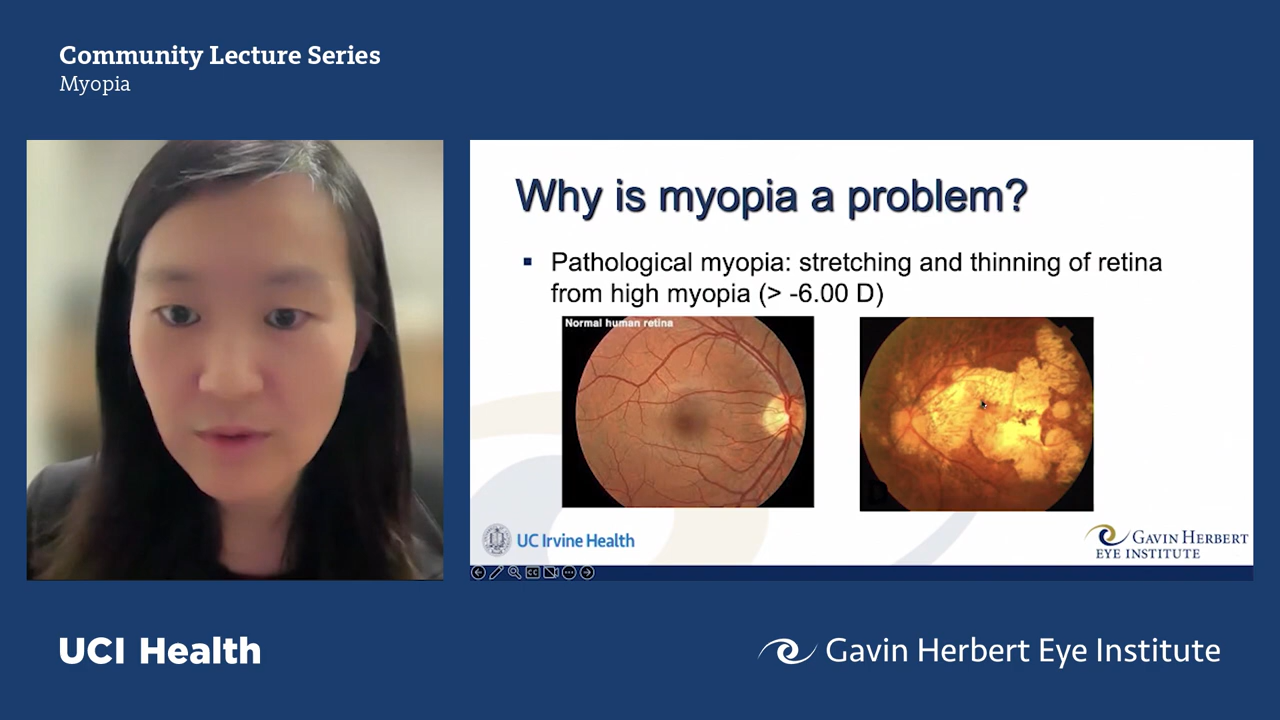 Community Lecture Series
Myopia
Why is myopia a problem?
▪ Pathological myopia: stretching and thinning of retina
from high myopia (> -6.00 D)
Normal human retina
D
UC Irvine Health
GAVIN HERBERT
EYE INSTITUTE
CC
UCI Health
Gavin Herbert Eye Institute